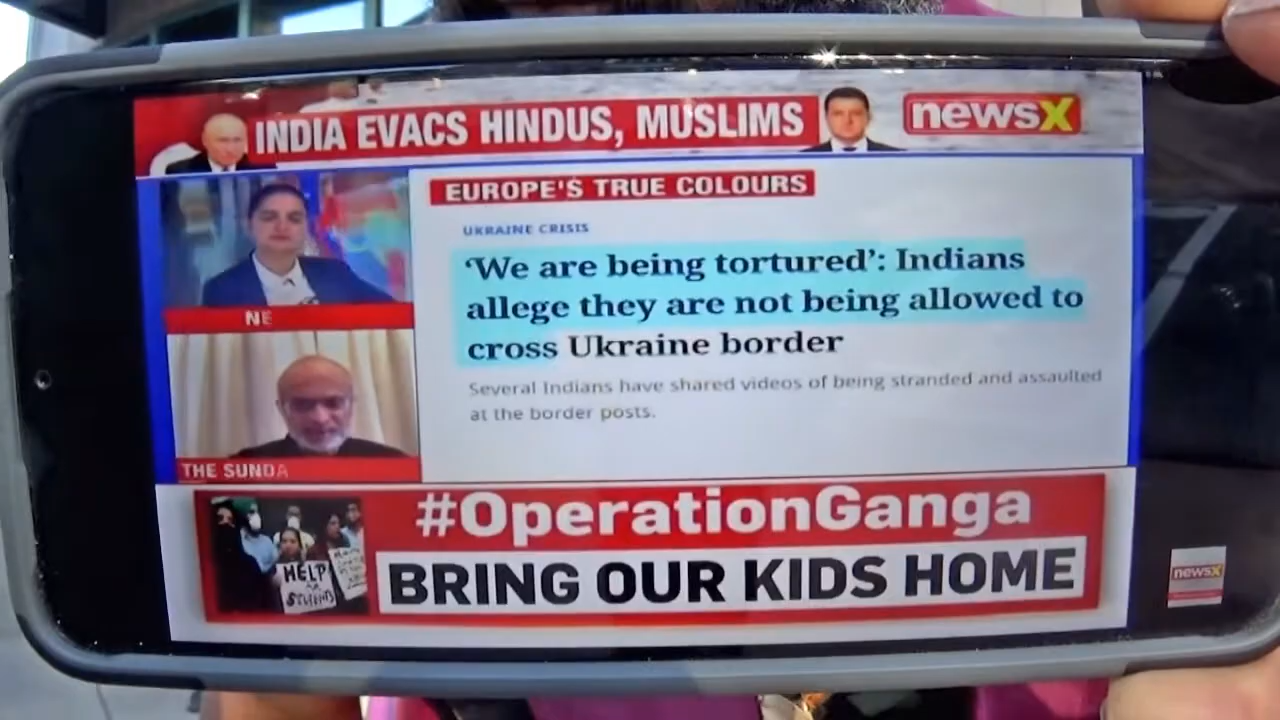 INDIA EVACS HINDUS, MUSLIMS
newsX
EUROPE'S TRUE COLOURS
UKRAINE CRISIS
‘We are being tortured’: Indians
allege they are not being allowed to
cross Ukraine border
Several Indians have shared videos of being stranded and assaulted
at the border posts.
NE
THE SUNDA
#OperationGanga
BRING OUR KIDS HOME
HELP
newsX